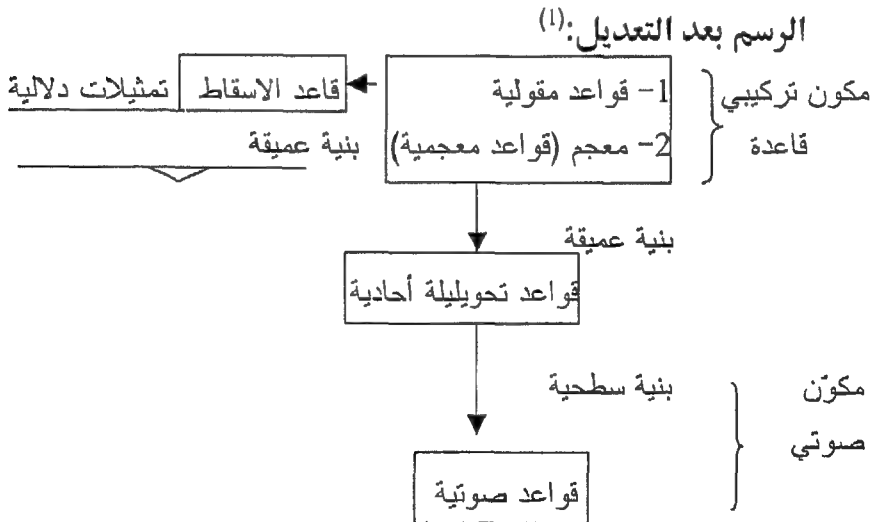 الرسم بعد التعديل:(1)
مكون تركيبي
قاعدة
1- قواعد مقولية
2- معجم (قواعد معجمية)
قاعد الاسقاط
تمثيلات دلالية
بنية عميقة
بنية عميقة
قواعد تحويليلة أحادية
بنية سطحية
مكوّن
صوتي
قواعد صوتية